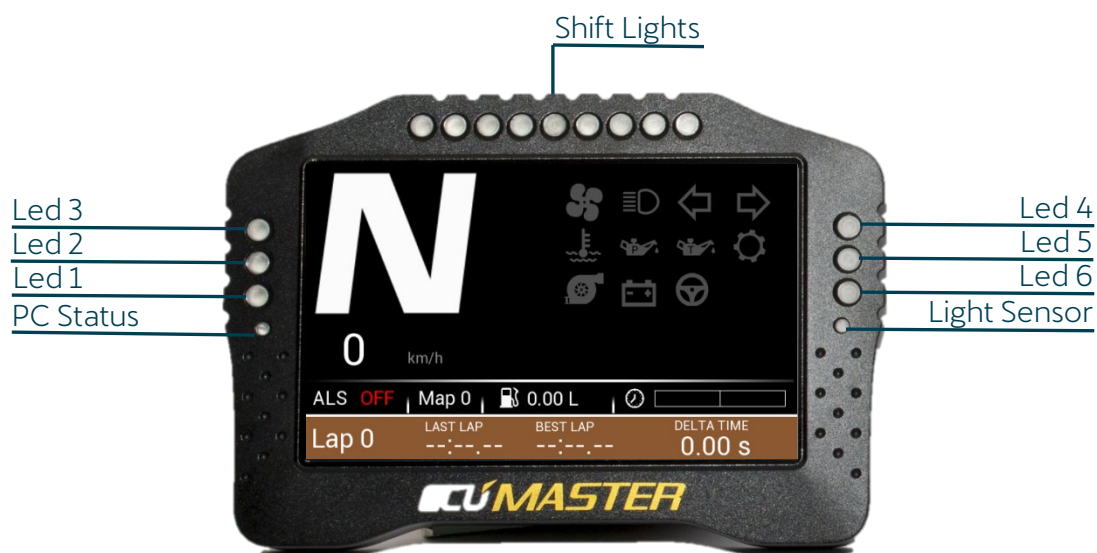 Shift Lights
Led 3
Led 2
Led 1
PC Status
Led 4
Led 5
Led 6
Light Sensor
N
0 km/h
ALS OFF Map 0 0.00 L
Lap 0
LAST LAP
--:--.--
BEST LAP
--:--.--
DELTA TIME
0.00 s
ECUMASTER